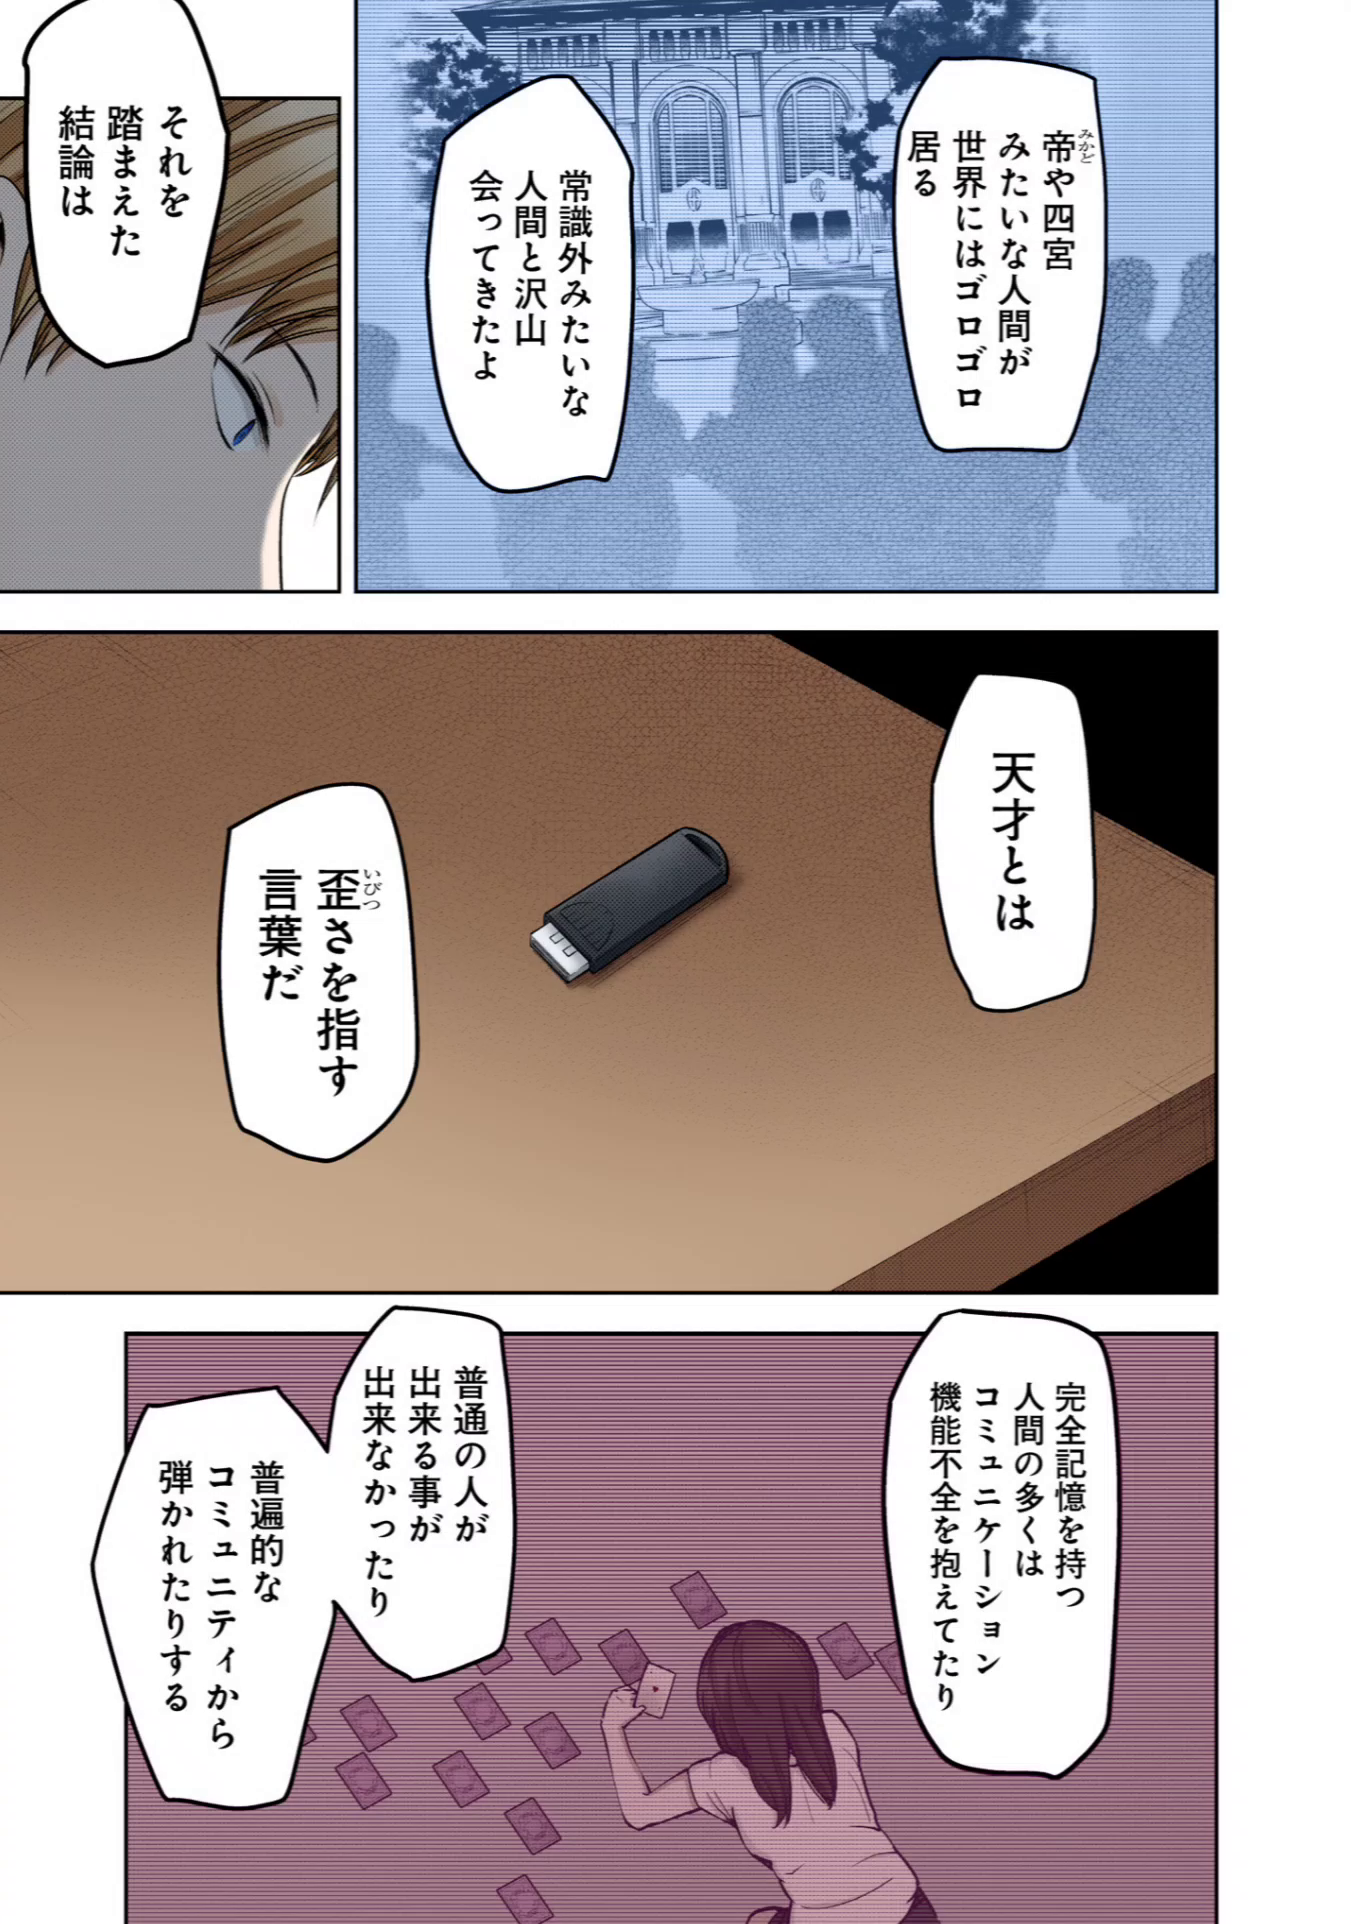 帝や四宮
みたいな人間が
世界にはゴロゴロ
居る
みかど
常識外みたいな
人間と沢山
会ってきたよ
それを
踏まえた
結論は
天才とは
歪さを指す
言葉だ
いびつ
完全記憶を持つ
人間の多くは
コミュニケーション
機能不全を抱えてたり
普通の人が
出来る事が
出来なかったり
普遍的な
コミュニティから
弾かれたりする